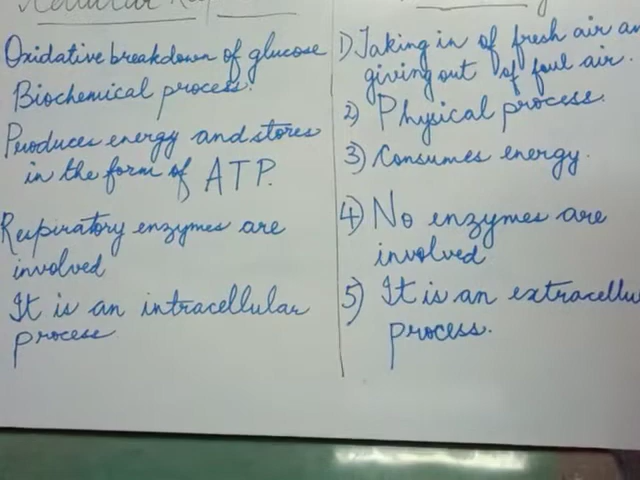 Cellular
Oxidative breakdown of glucose
Biochemical process.
Produces energy and stores
in the form of ATP.
Respiratory enzymes are
involved
It is an intracellular
process
1) Taking in of fresh air
giving out of foul air.
2) Physical process.
3) Consumes energy.
4) No enzymes are
involved
5) It is an
process.